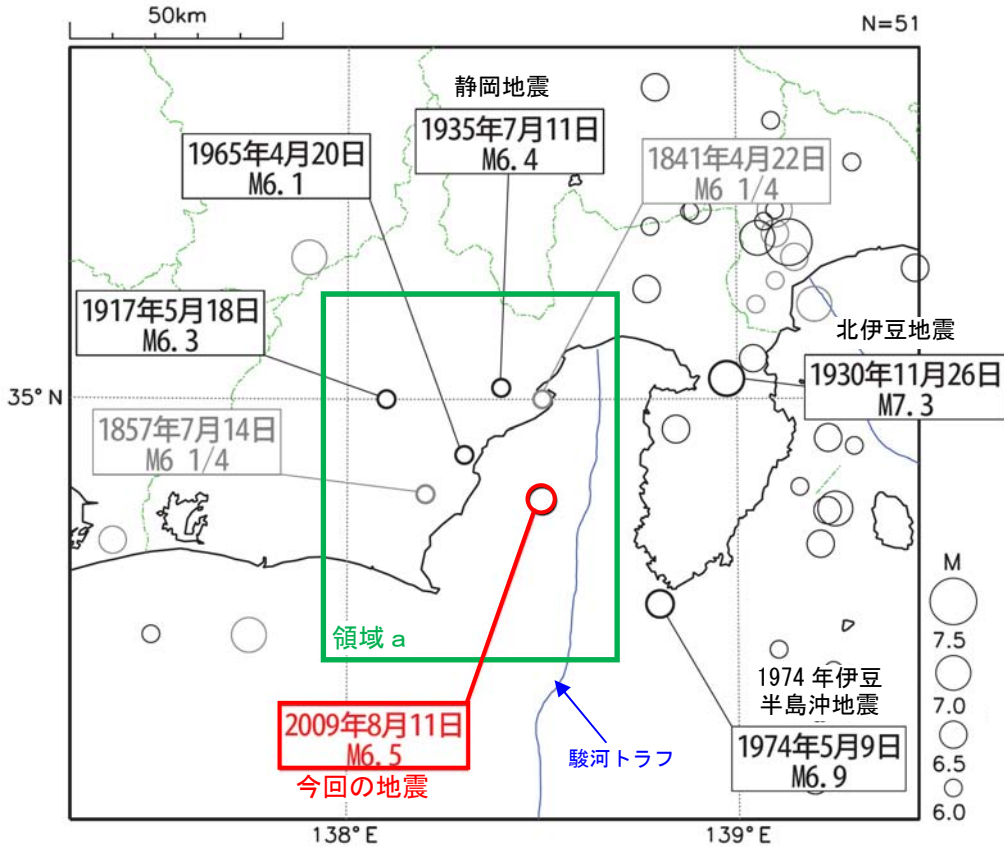 50km
N=51
静岡地震
1935年7月11日
M6.4
1965年4月20日
M6.1
1841年4月22日
M6 1/4
1917年5月18日
M6.3
北伊豆地震
1930年11月26日
M7.3
35°N
1857年7月14日
M6 1/4
領域a
M
7.5
7.0
6.5
6.0
1974年伊豆
半島沖地震
1974年5月9日
M6.9
2009年8月11日
M6.5
今回の地震
駿河トラフ
138°E
139°E